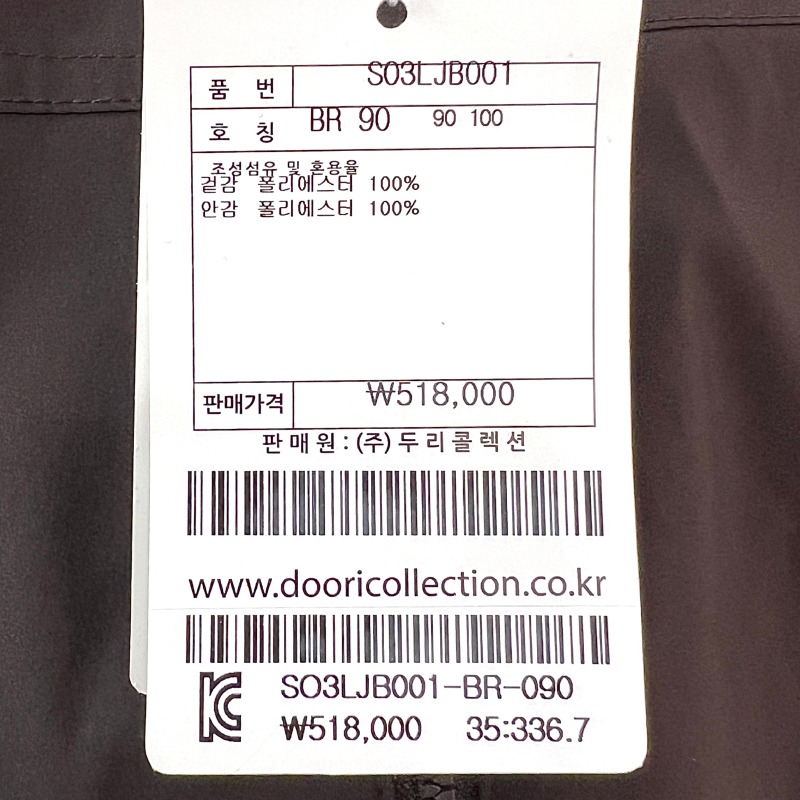 품 번 S03LJB001
호 칭 BR 90 90 100
조성섬유 및 혼용율
겉감 폴리에스터 100%
안감 폴리에스터 100%
판매가격 ₩518,000
판매원:(주)두리콜렉션
www.dooricollection.co.kr
S03LJB001-BR-090
₩518,000 35:336.7